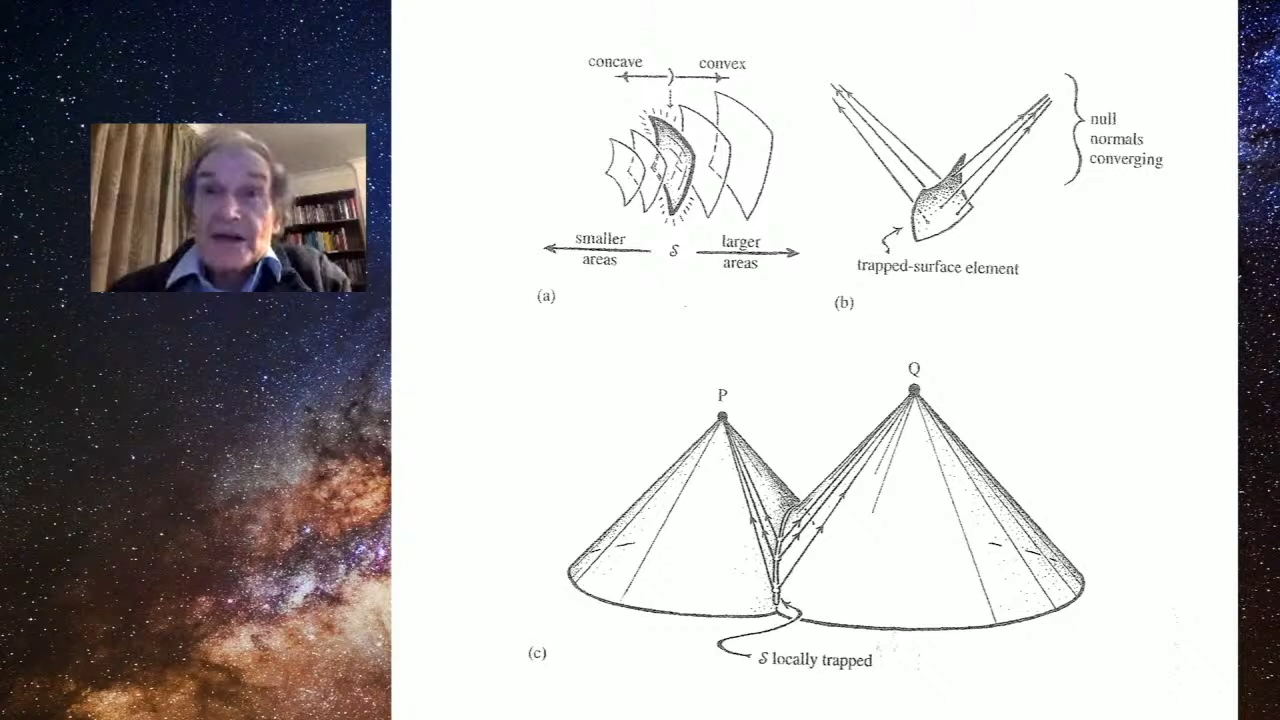 concave convex
smaller
areas
S
larger
areas
(a)
null
normals
converging
trapped-surface element
(b)
P
Q
S locally trapped
(c)